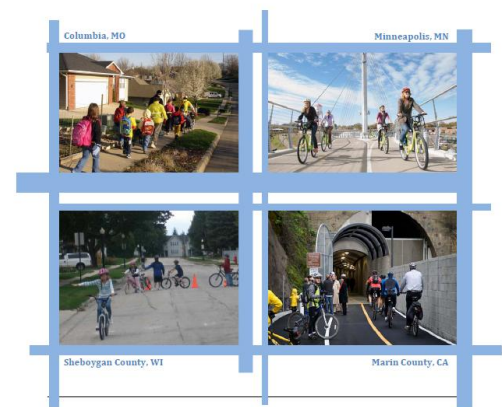 Columbia, MO
Minneapolis, MN
Sheboygan County, WI
Marin County, CA